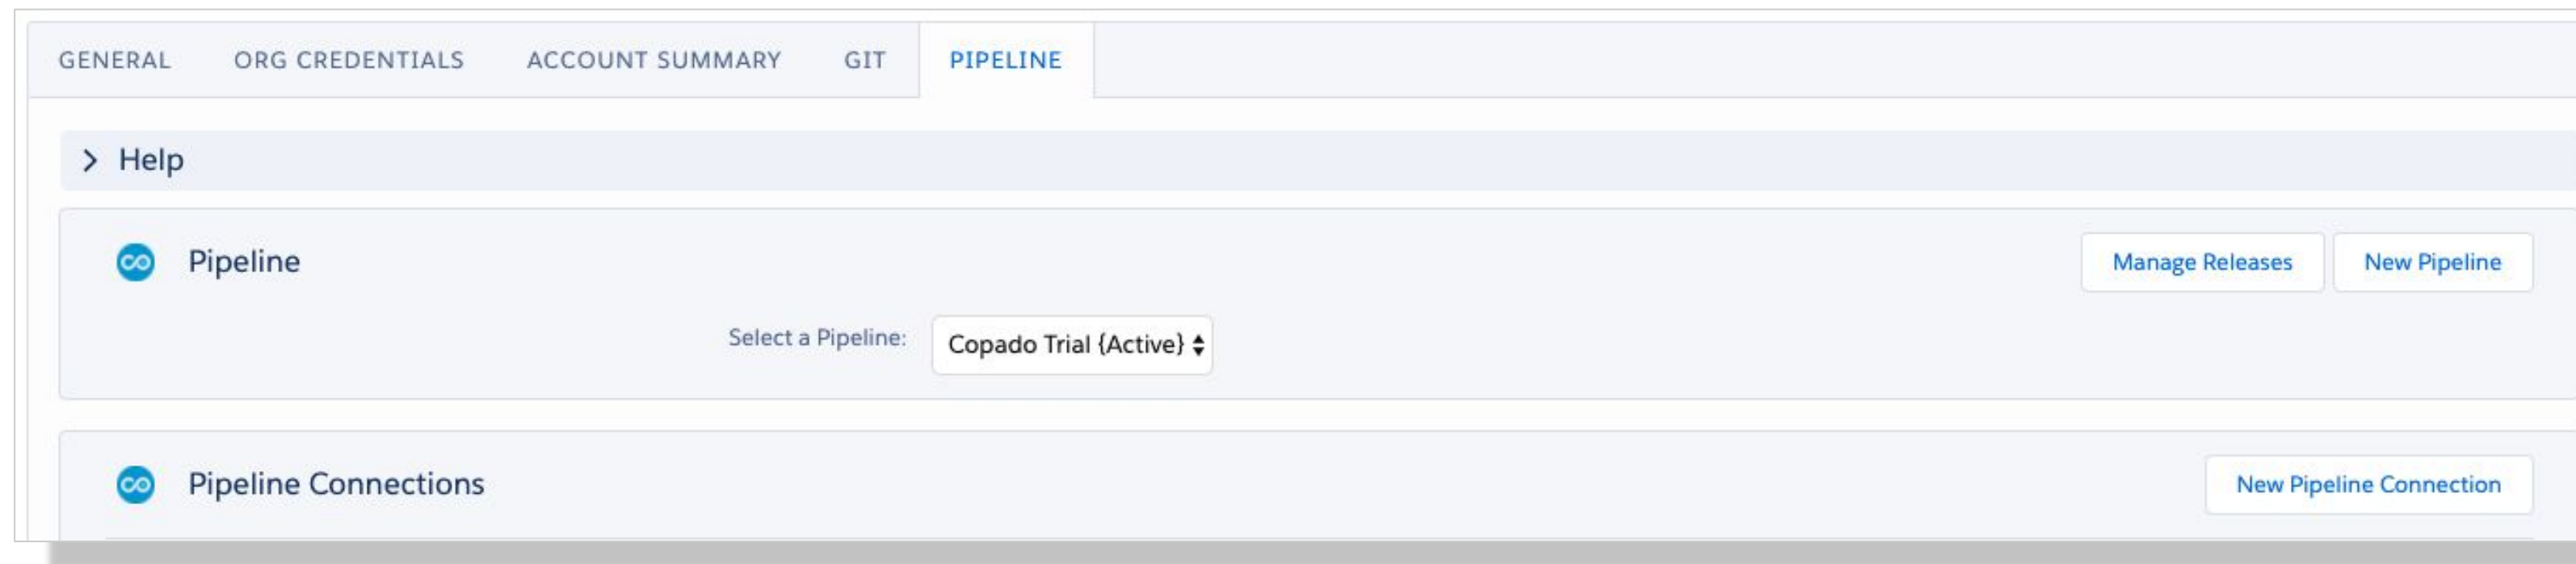 GENERAL ORG CREDENTIALS ACCOUNT SUMMARY GIT PIPELINE
Help
Pipeline Manage Releases New Pipeline
Select a Pipeline: Copado Trial {Active}
Pipeline Connections New Pipeline Connection